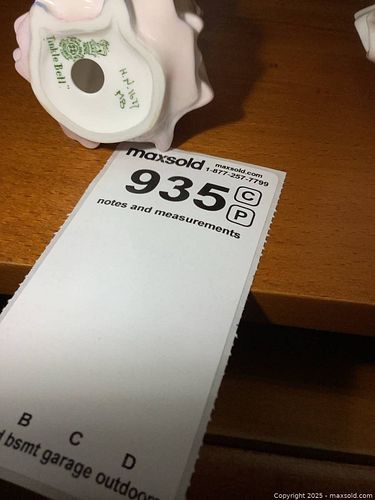 "Tinkle Bell"
H.N. 1677
maxsold
maxsold.com
1-877-257-7799
935
C
P
notes and measurements
B C D
bsmt garage outdoor
Copyright 2025 - maxsold.com